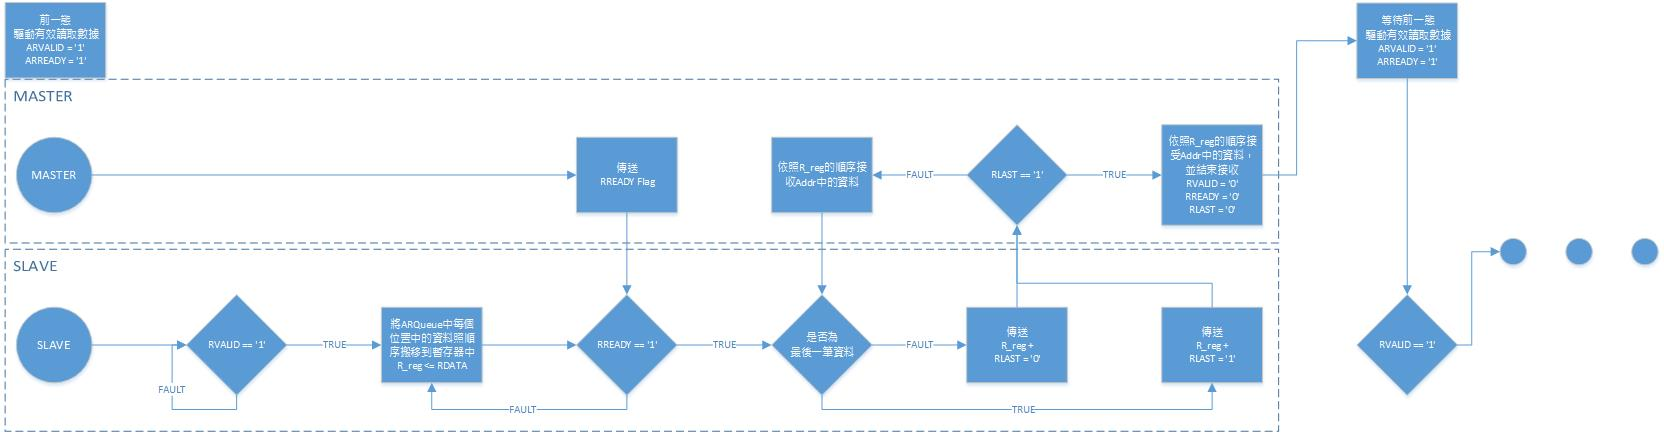 前一態
驅動有效讀取數據
ARVALID = '1'
ARREADY = '1'
等待前一態
驅動有效讀取數據
ARVALID = '1'
ARREADY = '1'
MASTER
MASTER
傳送
RREADY Flag
依照R_reg的順序接
收Addr中的資料
FAULT
RLAST == '1'
TRUE
依照R_reg的順序接
受Addr中的資料，
並結束接收
RVALID = '0'
RREADY = '0'
RLAST = '0'
SLAVE
SLAVE
RVALID == '1'
FAULT
TRUE
將ARQueue中每個
位置中的資料照順
序搬移到暫存器中
R_reg <= RDATA
FAULT
RREADY == '1'
TRUE
是否為
最後一筆資料
FAULT
傳送
R_reg +
RLAST = '0'
TRUE
傳送
R_reg +
RLAST = '1'
RVALID == '1'